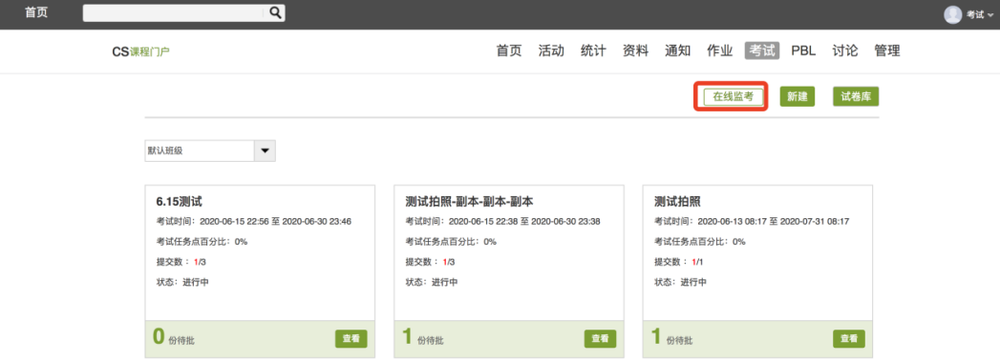 首页
考试
CS课程门户
首页 活动 统计 资料 通知 作业 考试 PBL 讨论 管理
在线监考 新建 试卷库
默认班级
6.15测试
考试时间：2020-06-15 22:56 至 2020-06-30 23:46
考试任务点百分比：0%
提交数：1/3
状态：进行中
0 份待批 查看
测试拍照-副本-副本-副本
考试时间：2020-06-15 22:38 至 2020-06-30 23:38
考试任务点百分比：0%
提交数：1/3
状态：进行中
1 份待批 查看
测试拍照
考试时间：2020-06-13 08:17 至 2020-07-31 08:17
考试任务点百分比：0%
提交数：1/1
状态：进行中
1 份待批 查看